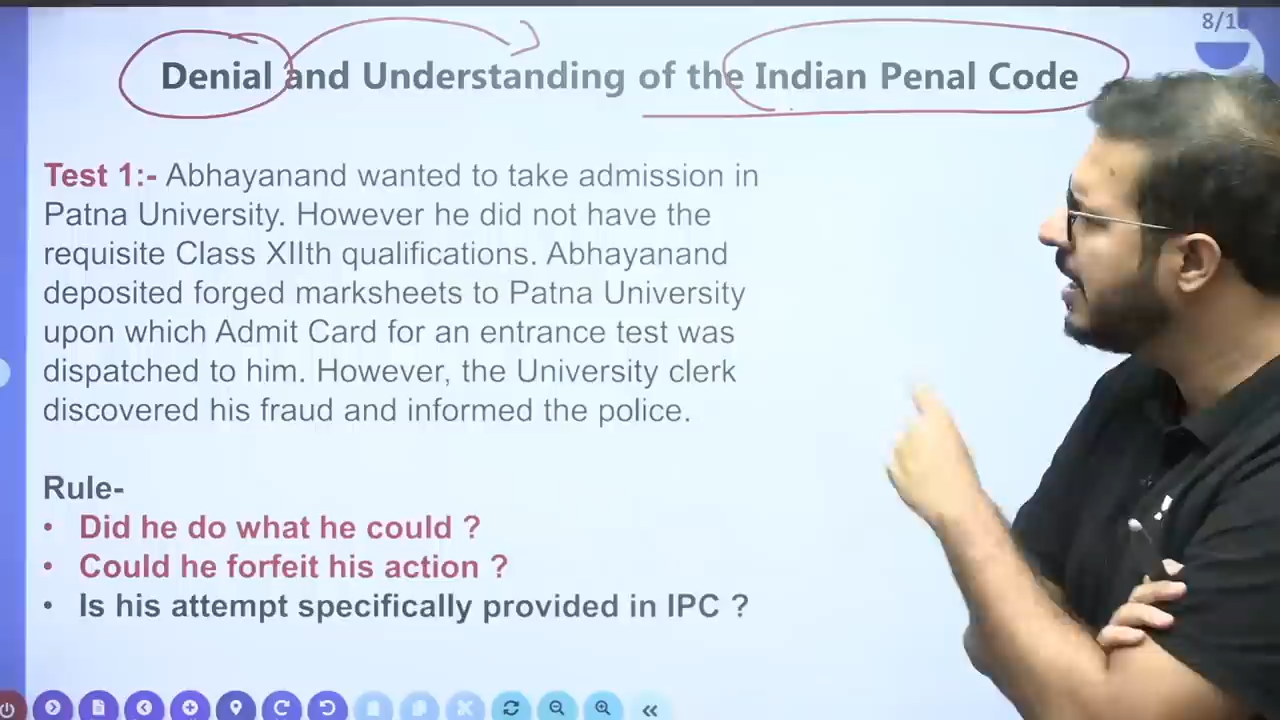 8/1
Denial and Understanding of the Indian Penal Code
Test 1:- Abhayanand wanted to take admission in
Patna University. However he did not have the
requisite Class XIIth qualifications. Abhayanand
deposited forged marksheets to Patna University
upon which Admit Card for an entrance test was
dispatched to him. However, the University clerk
discovered his fraud and informed the police.
Rule-
• Did he do what he could ?
• Could he forfeit his action ?
• Is his attempt specifically provided in IPC ?